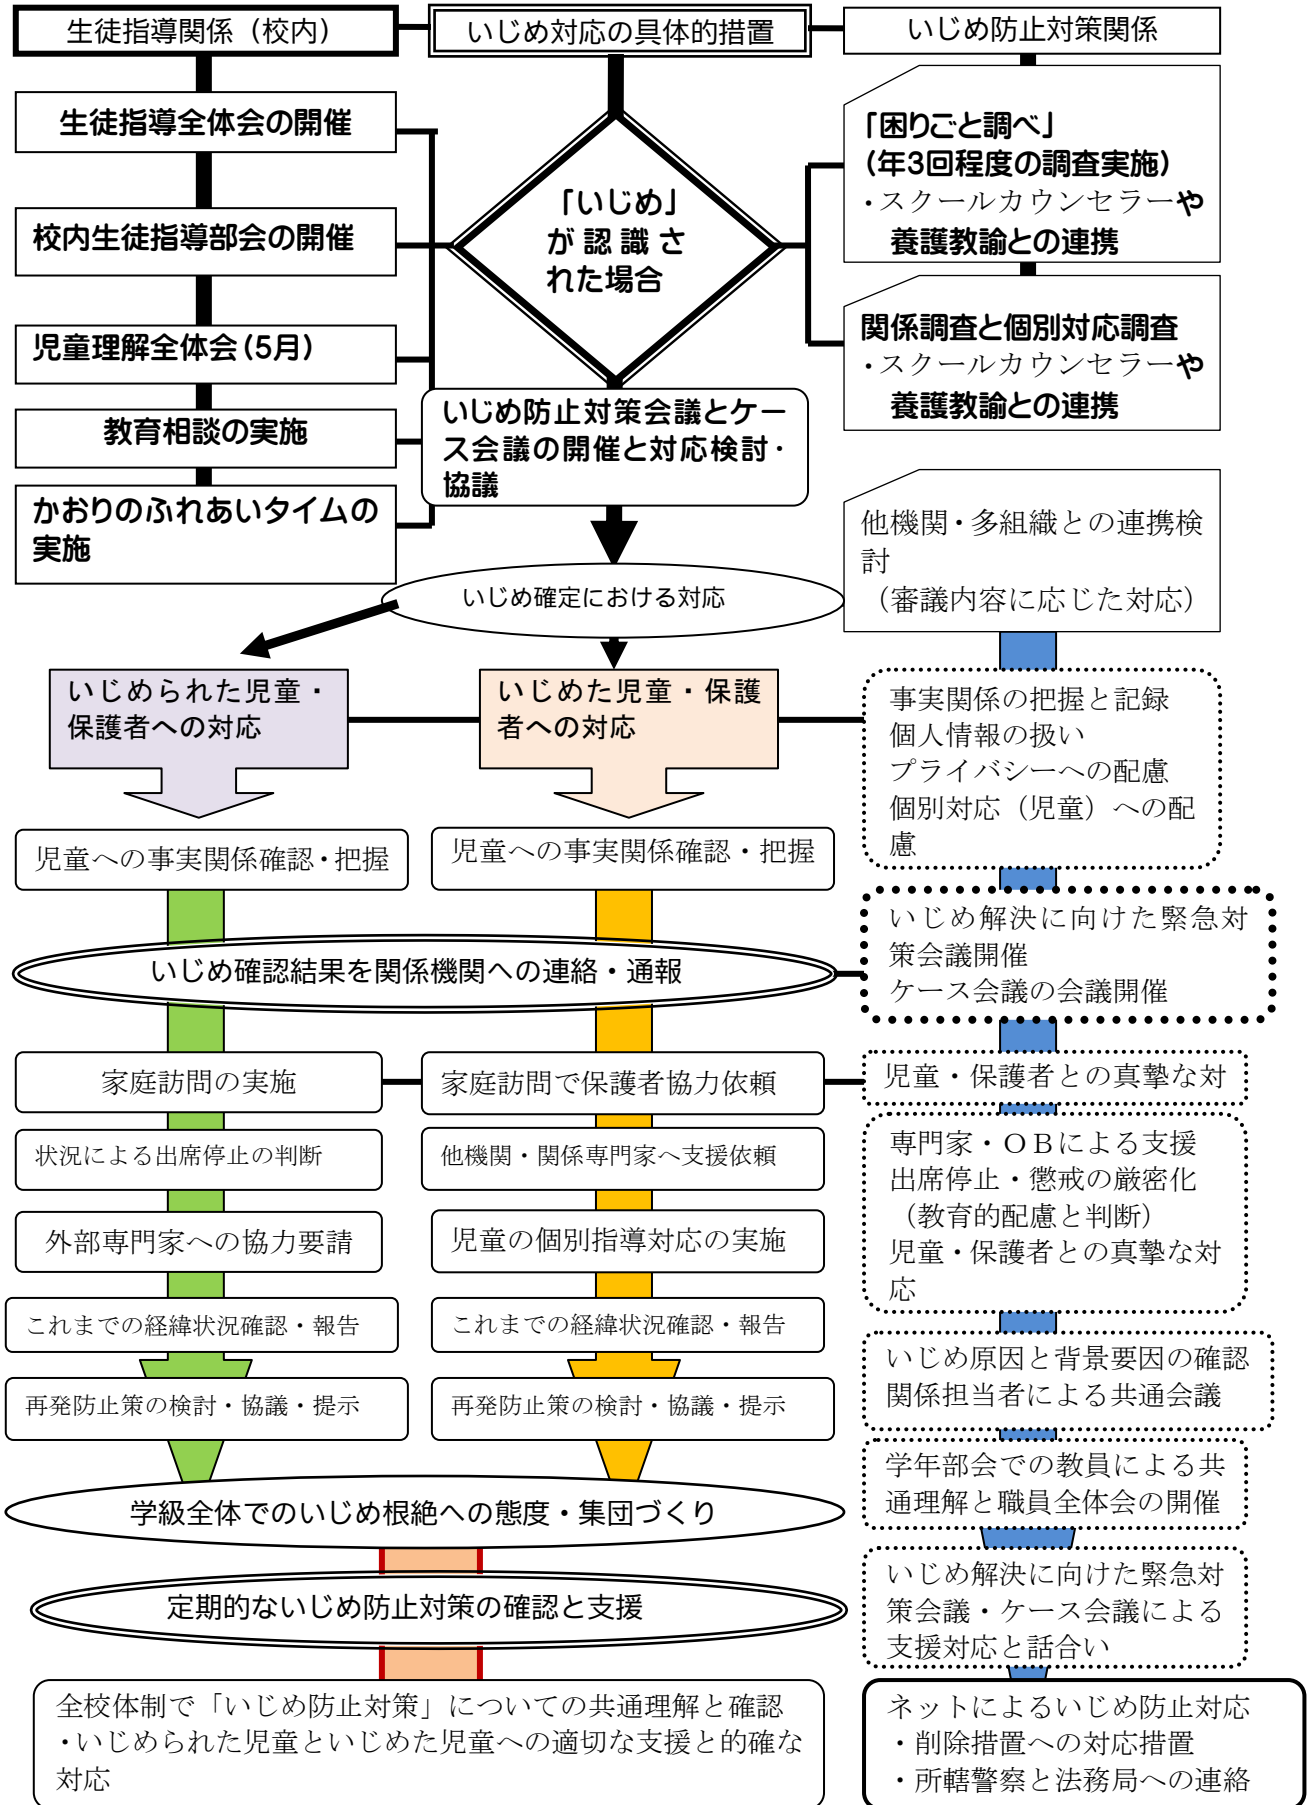 生徒指導関係（校内）
いじめ対応の具体的措置
いじめ防止対策関係
生徒指導全体会の開催
校内生徒指導部会の開催
児童理解全体会(5月)
教育相談の実施
かおりのふれあいタイムの
実施
「いじめ」
が認識さ
れた場合
「困りごと調べ」
(年3回程度の調査実施)
・スクールカウンセラーや
養護教諭との連携
関係調査と個別対応調査
・スクールカウンセラーや
養護教諭との連携
いじめ防止対策会議とケー
ス会議の開催と対応検討・
協議
他機関・多組織との連携検
討
（審議内容に応じた対応）
いじめ確定における対応
いじめられた児童・
保護者への対応
いじめた児童・保護
者への対応
事実関係の把握と記録
個人情報の扱い
プライバシーへの配慮
個別対応（児童）への配
慮
児童への事実関係確認・把握
児童への事実関係確認・把握
いじめ解決に向けた緊急対
策会議開催
ケース会議の会議開催
いじめ確認結果を関係機関への連絡・通報
家庭訪問の実施
家庭訪問で保護者協力依頼
児童・保護者との真摯な対
状況による出席停止の判断
他機関・関係専門家へ支援依頼
専門家・ＯＢによる支援
出席停止・懲戒の厳密化
（教育的配慮と判断）
児童・保護者との真摯な対
応
外部専門家への協力要請
児童の個別指導対応の実施
これまでの経緯状況確認・報告
これまでの経緯状況確認・報告
いじめ原因と背景要因の確認
関係担当者による共通会議
再発防止策の検討・協議・提示
再発防止策の検討・協議・提示
学年部会での教員による共
通理解と職員全体会の開催
学級全体でのいじめ根絶への態度・集団づくり
いじめ解決に向けた緊急対
策会議・ケース会議による
支援対応と話合い
定期的ないじめ防止対策の確認と支援
全校体制で「いじめ防止対策」についての共通理解と確認
・いじめられた児童といじめた児童への適切な支援と的確な
対応
ネットによるいじめ防止対応
・削除措置への対応措置
・所轄警察と法務局への連絡